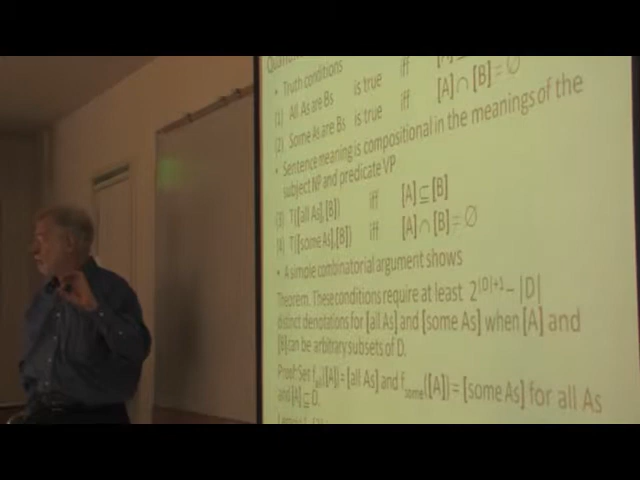 • Truth conditions
(1) All As are Bs is true iff [A] ⊆
(2) Some As are Bs is true iff [A] ∩ [B] = ∅
• Sentence meaning is compositional in the meanings of the
subject NP and predicate VP
(3) T([all As],[B]) iff [A] ⊆ [B]
(4) T([some As],[B]) iff [A] ∩ [B] = ∅
• A simple combinatorial argument shows
Theorem. These conditions require at least 2^{|D|+1} – |D|
distinct denotations for [all As] and [some As] when [A] and
[B] can be arbitrary subsets of D.
Proof: Set f_{all}([A]) = [all As] and f_{some}([A]) = [some As] for all As
and [A] ⊆ D.